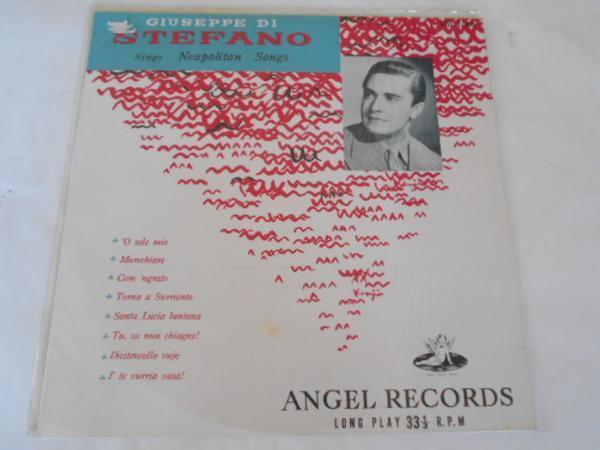 GIUSEPPE DI
STEFANO
Sings Neapolitan Songs
'O sole mio
Marechiare
Core 'ngrato
Torna a Surriento
Santa Lucia luntana
Tu, ca nun chiagne!
Dicitencello vuje
I' te vurria vasà!
ANGEL RECORDS
LONG PLAY 33⅓ R.P.M